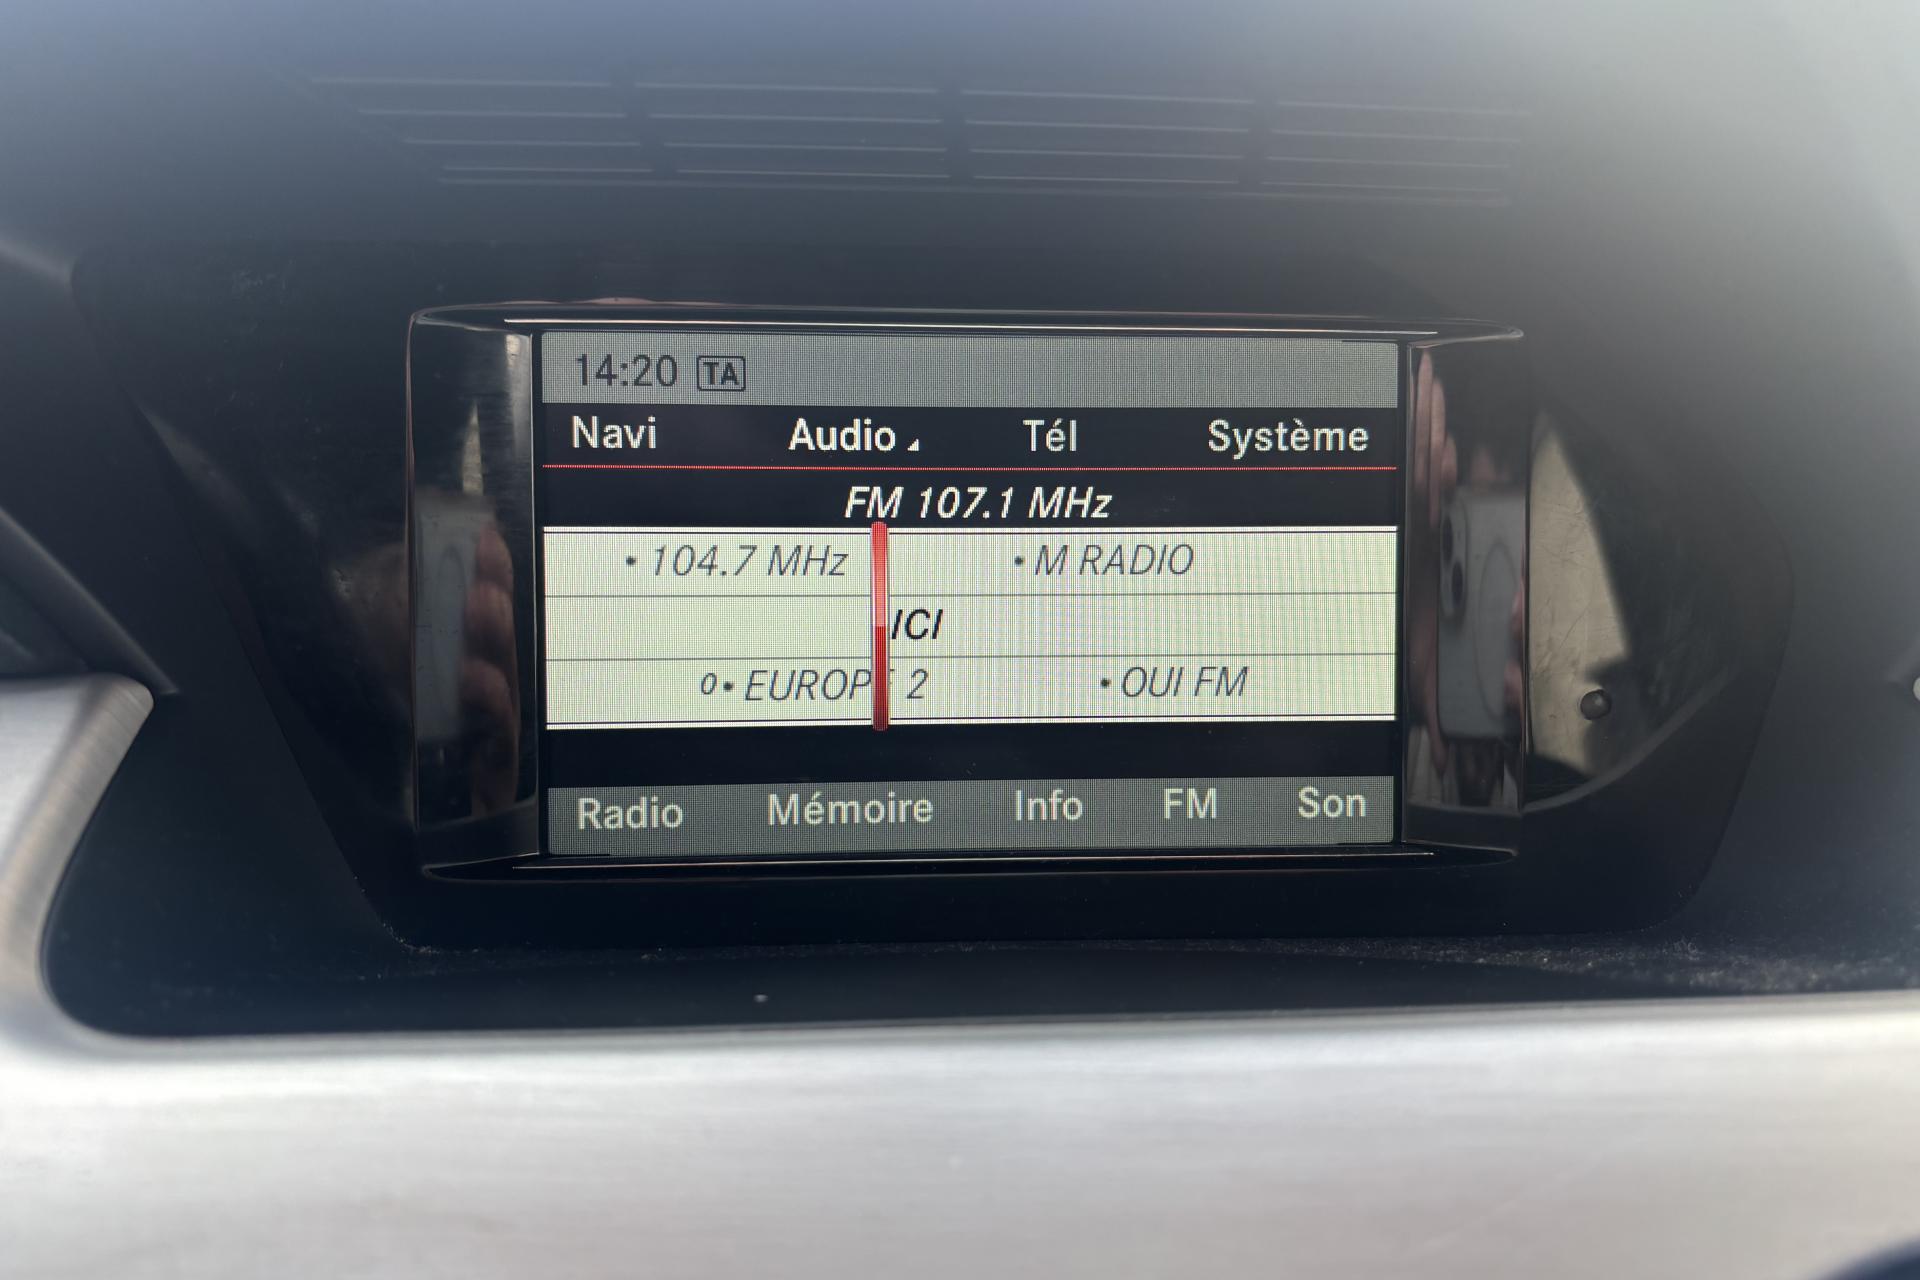 14:20 TA
Navi Audio Tél Système
FM 107.1 MHz
• 104.7 MHz • M RADIO
ICI
0• EUROPE 2 • OUI FM
Radio Mémoire Info FM Son